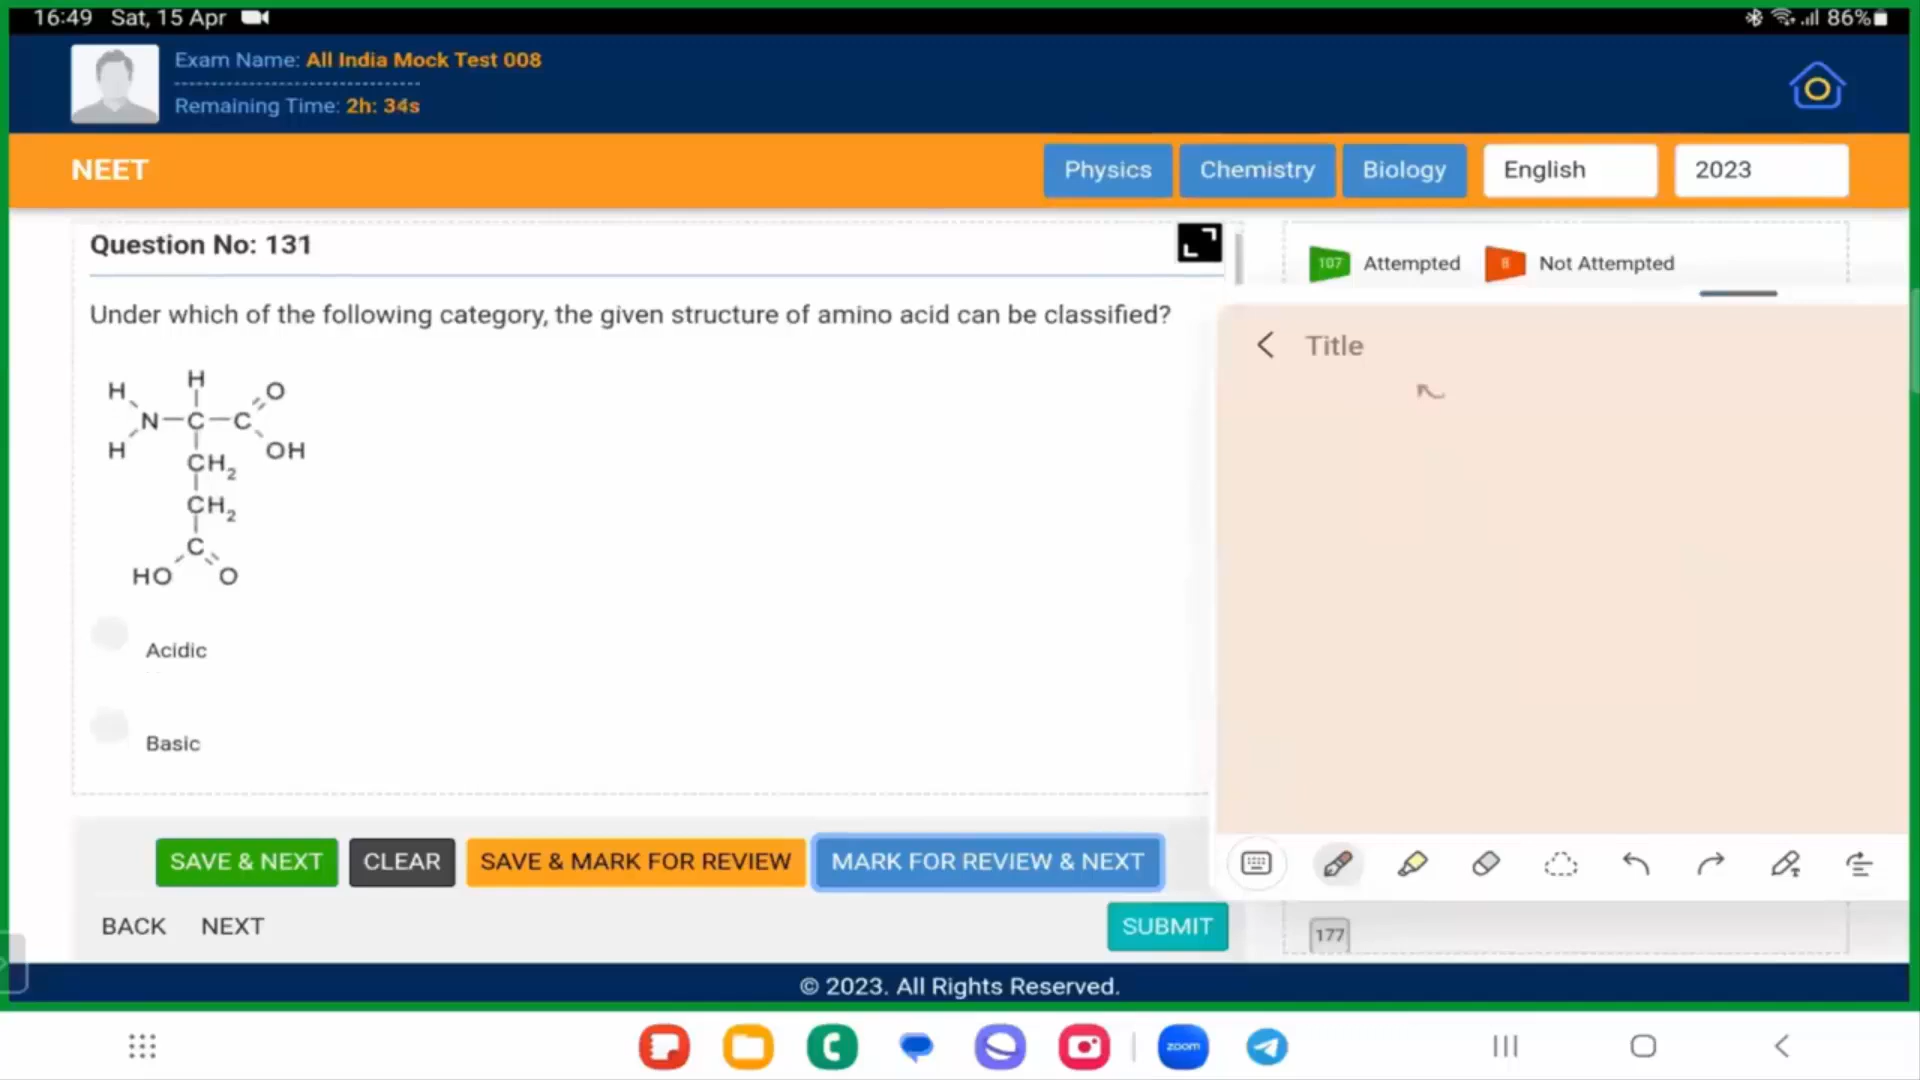 16:49 Sat, 15 Apr
86%
Exam Name: All India Mock Test 008
Remaining Time: 2h: 34s
NEET
Physics
Chemistry
Biology
English
2023
Question No: 131
107 Attempted
8 Not Attempted
Under which of the following category, the given structure of amino acid can be classified?
Title
H H O
N C C
H OH
CH2
CH2
C
HO O
Acidic
Basic
SAVE & NEXT
CLEAR
SAVE & MARK FOR REVIEW
MARK FOR REVIEW & NEXT
BACK
NEXT
SUBMIT
177
© 2023. All Rights Reserved.
zoom